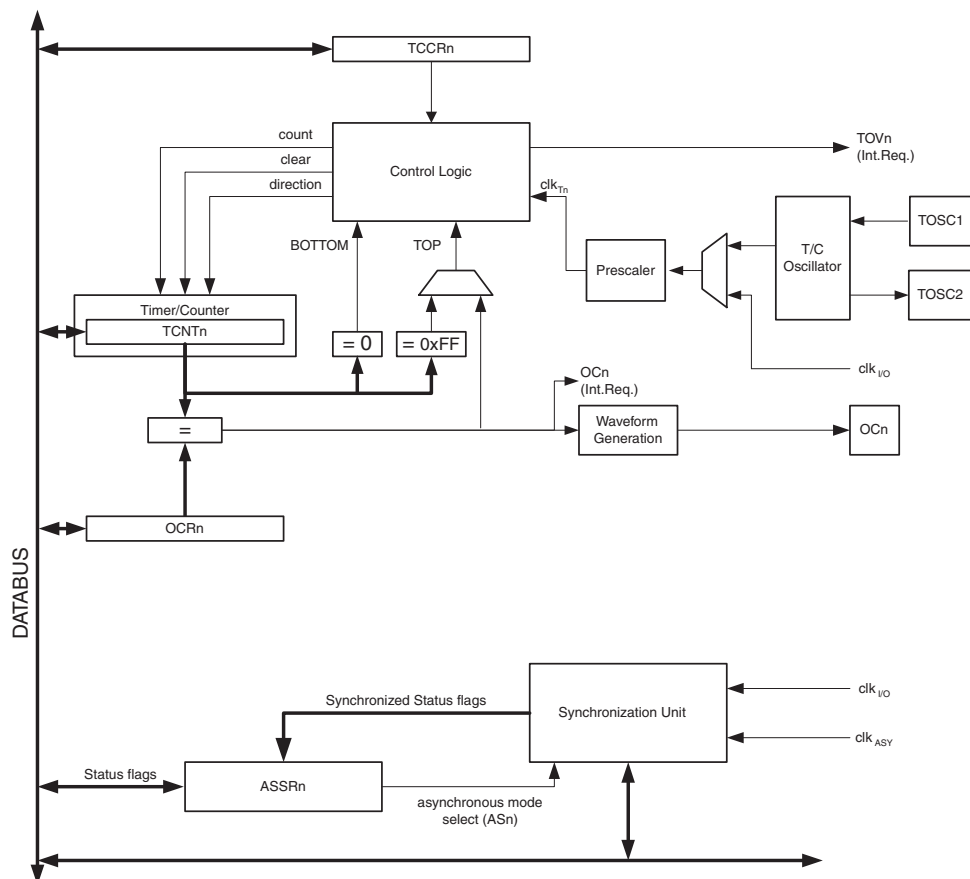 TCCRn
count
clear
direction
Control Logic
TOVn
(Int.Req.)
clkTn
TOSC1
T/C
Oscillator
BOTTOM
TOP
Prescaler
TOSC2
Timer/Counter
TCNTn
= 0
= 0xFF
clkI/O
OCn
(Int.Req.)
=
Waveform
Generation
OCn
OCRn
DATABUS
Synchronized Status flags
Synchronization Unit
clkI/O
clkASY
Status flags
ASSRn
asynchronous mode
select (ASn)